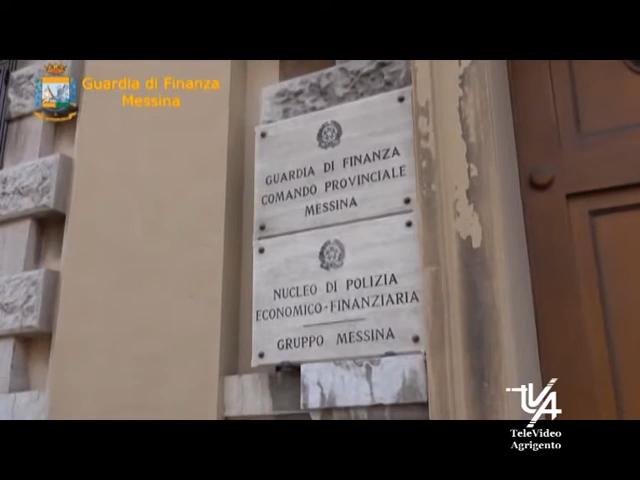 Guardia di Finanza
Messina
GUARDIA DI FINANZA
COMANDO PROVINCIALE
MESSINA
NUCLEO DI POLIZIA
ECONOMICO-FINANZIARIA
GRUPPO MESSINA
TVA
TeleVideo
Agrigento